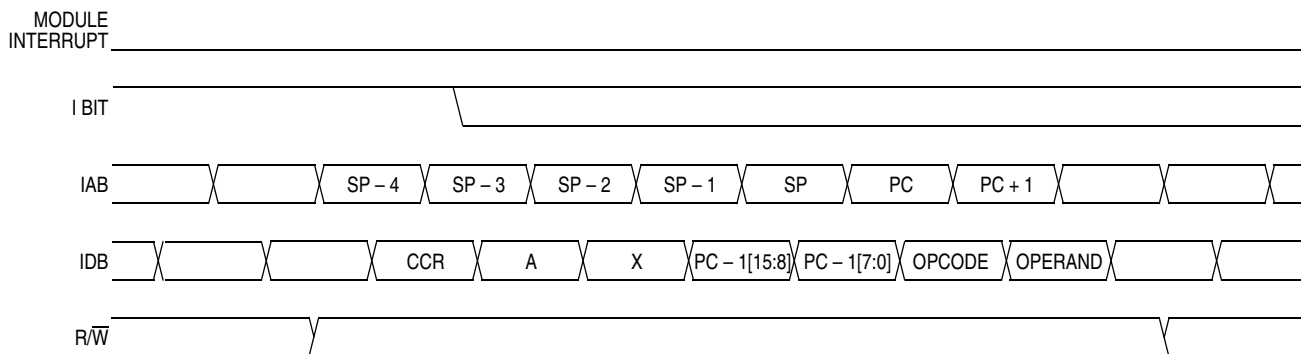 MODULE
INTERRUPT
I BIT
IAB SP – 4 SP – 3 SP – 2 SP – 1 SP PC PC + 1
IDB CCR A X PC – 1[15:8] PC – 1[7:0] OPCODE OPERAND
R/W̅